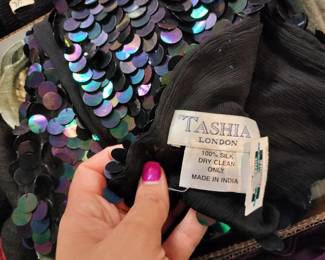 TASHIA
LONDON
100% SILK
DRY CLEAN
ONLY
MADE IN INDIA